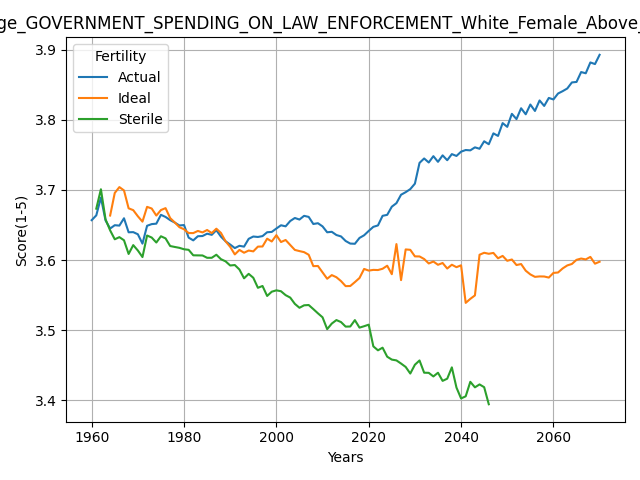 ge_GOVERNMENT_SPENDING_ON_LAW_ENFORCEMENT_White_Female_Above_
Fertility
Actual
Ideal
Sterile
3.9
3.8
3.7
3.6
3.5
3.4
Score(1-5)
1960 1980 2000 2020 2040 2060
Years